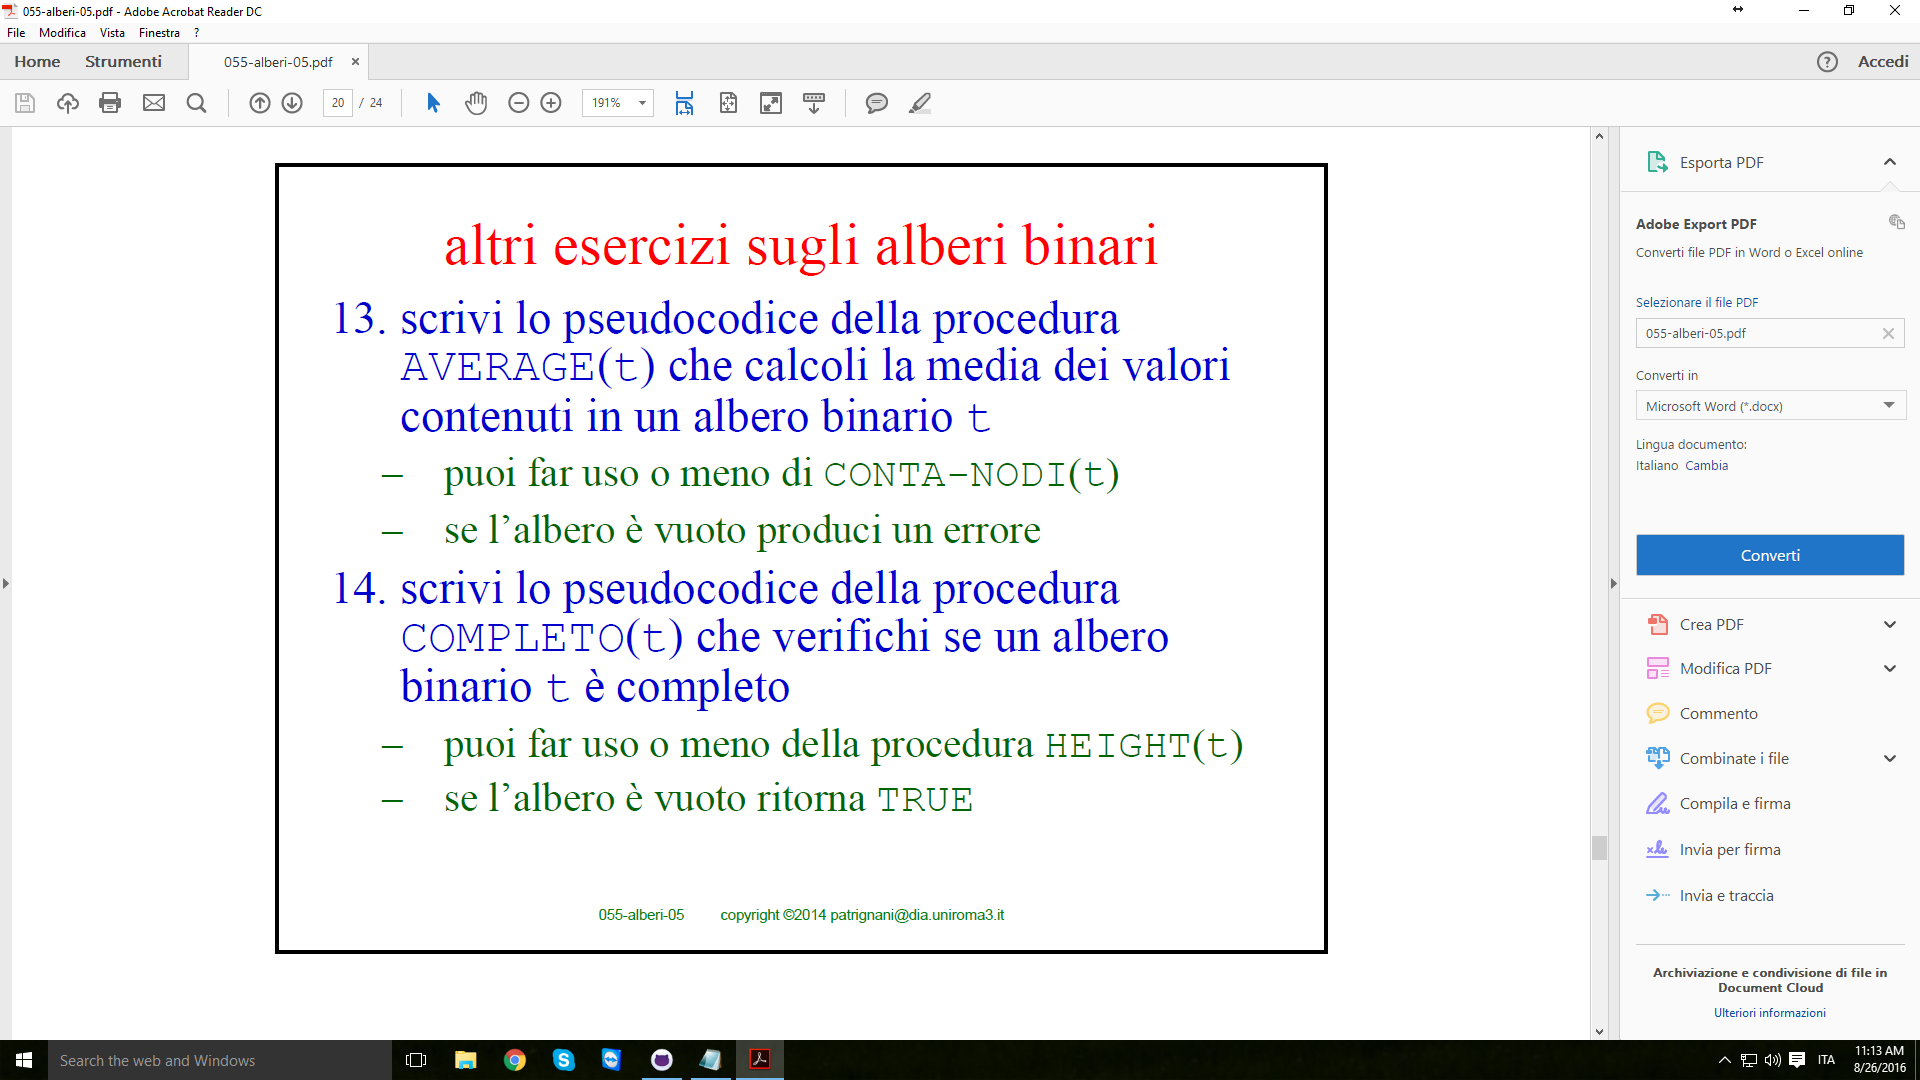 055-alberi-05.pdf - Adobe Acrobat Reader DC
File Modifica Vista Finestra ?
Home Strumenti 055-alberi-05.pdf × ? Accedi
20 / 24 191%
altri esercizi sugli alberi binari
13. scrivi lo pseudocodice della procedura
AVERAGE(t) che calcoli la media dei valori
contenuti in un albero binario t
– puoi far uso o meno di CONTA-NODI(t)
– se l’albero è vuoto produci un errore
14. scrivi lo pseudocodice della procedura
COMPLETO(t) che verifichi se un albero
binario t è completo
– puoi far uso o meno della procedura HEIGHT(t)
– se l’albero è vuoto ritorna TRUE
055-alberi-05 copyright ©2014 patrignani@dia.uniroma3.it
Esporta PDF
Adobe Export PDF
Converti file PDF in Word o Excel online
Selezionare il file PDF
055-alberi-05.pdf
Converti in
Microsoft Word (*.docx)
Lingua documento:
Italiano Cambia
Converti
Crea PDF
Modifica PDF
Commento
Combinate i file
Compila e firma
Invia per firma
Invia e traccia
Archiviazione e condivisione di file in
Document Cloud
Ulteriori informazioni
Search the web and Windows
ITA
11:13 AM
8/26/2016